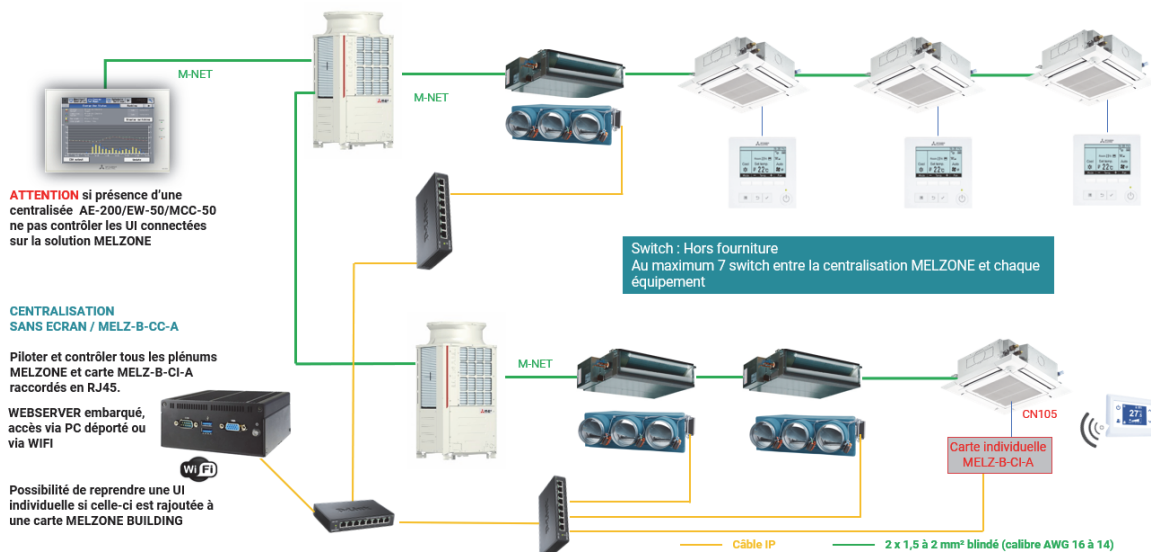 M-NET
M-NET
ATTENTION si présence d'une
centralisée AE-200/EW-50/MCC-50
ne pas contrôler les UI connectées
sur la solution MELZONE
22°C
22°C
22°C
Switch : Hors fourniture
Au maximum 7 switch entre la centralisation MELZONE et chaque
équipement
CENTRALISATION
SANS ECRAN / MELZ-B-CC-A
Piloter et contrôler tous les plénums
MELZONE et carte MELZ-B-CI-A
raccordés en RJ45.
WEBSERVER embarqué,
accès via PC déporté ou
via WIFI
WiFi
Possibilité de reprendre une UI
individuelle si celle-ci est rajoutée à
une carte MELZONE BUILDING
M-NET
CN105
27
Carte individuelle
MELZ-B-CI-A
Câble IP
2 x 1,5 à 2 mm² blindé (calibre AWG 16 à 14)